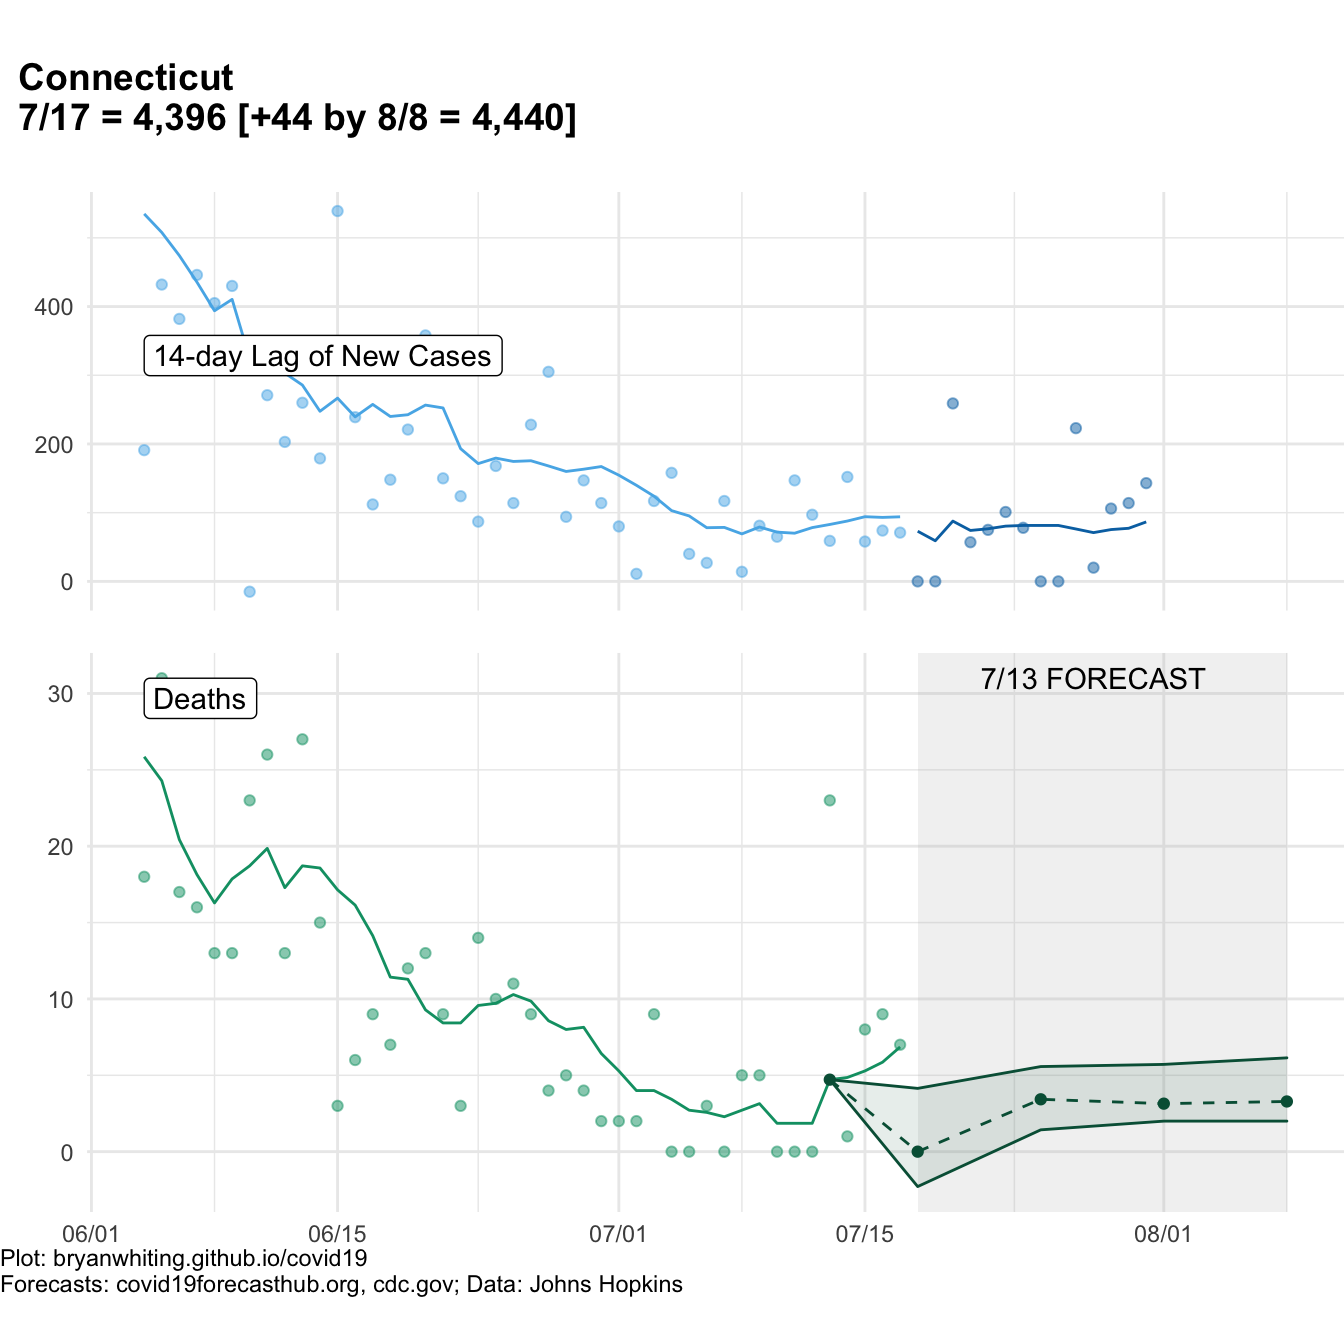 Connecticut
7/17 = 4,396 [+44 by 8/8 = 4,440]
400
14-day Lag of New Cases
200
0
7/13 FORECAST
30
Deaths
20
10
0
06/01 06/15 07/01 07/15 08/01
Plot: bryanwhiting.github.io/covid19
Forecasts: covid19forecasthub.org, cdc.gov; Data: Johns Hopkins